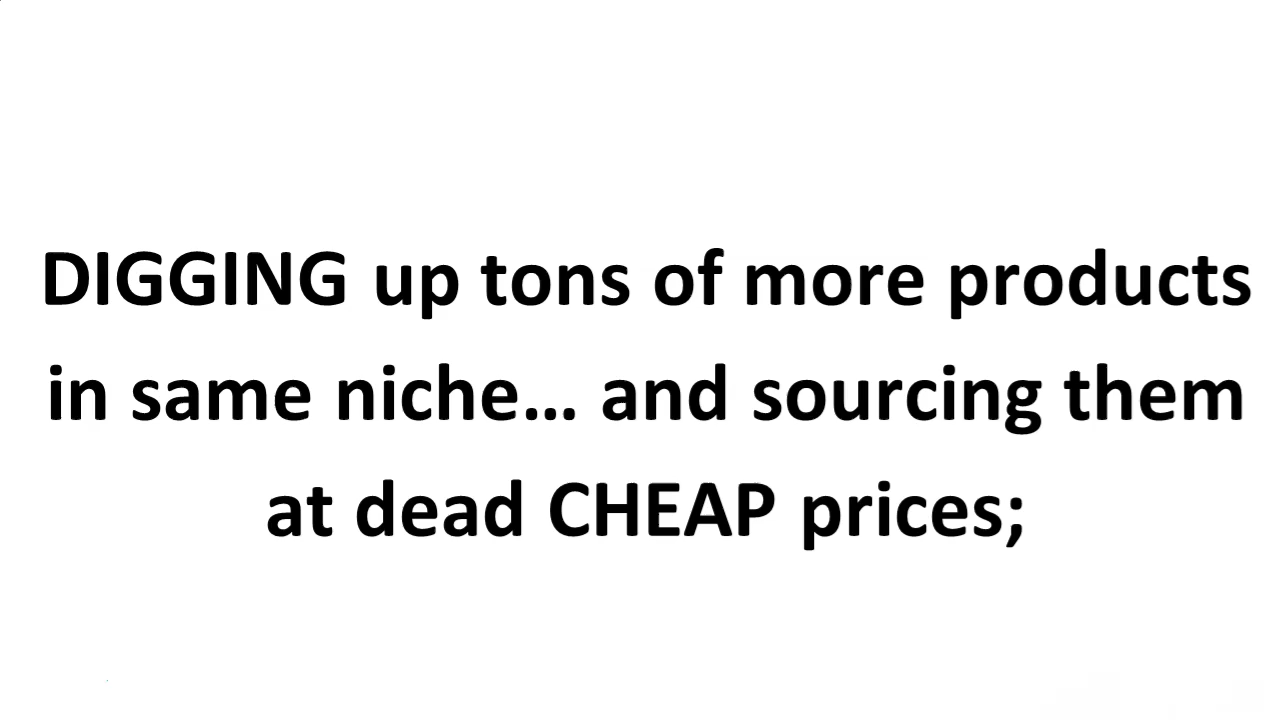 DIGGING up tons of more products
in same niche... and sourcing them
at dead CHEAP prices;